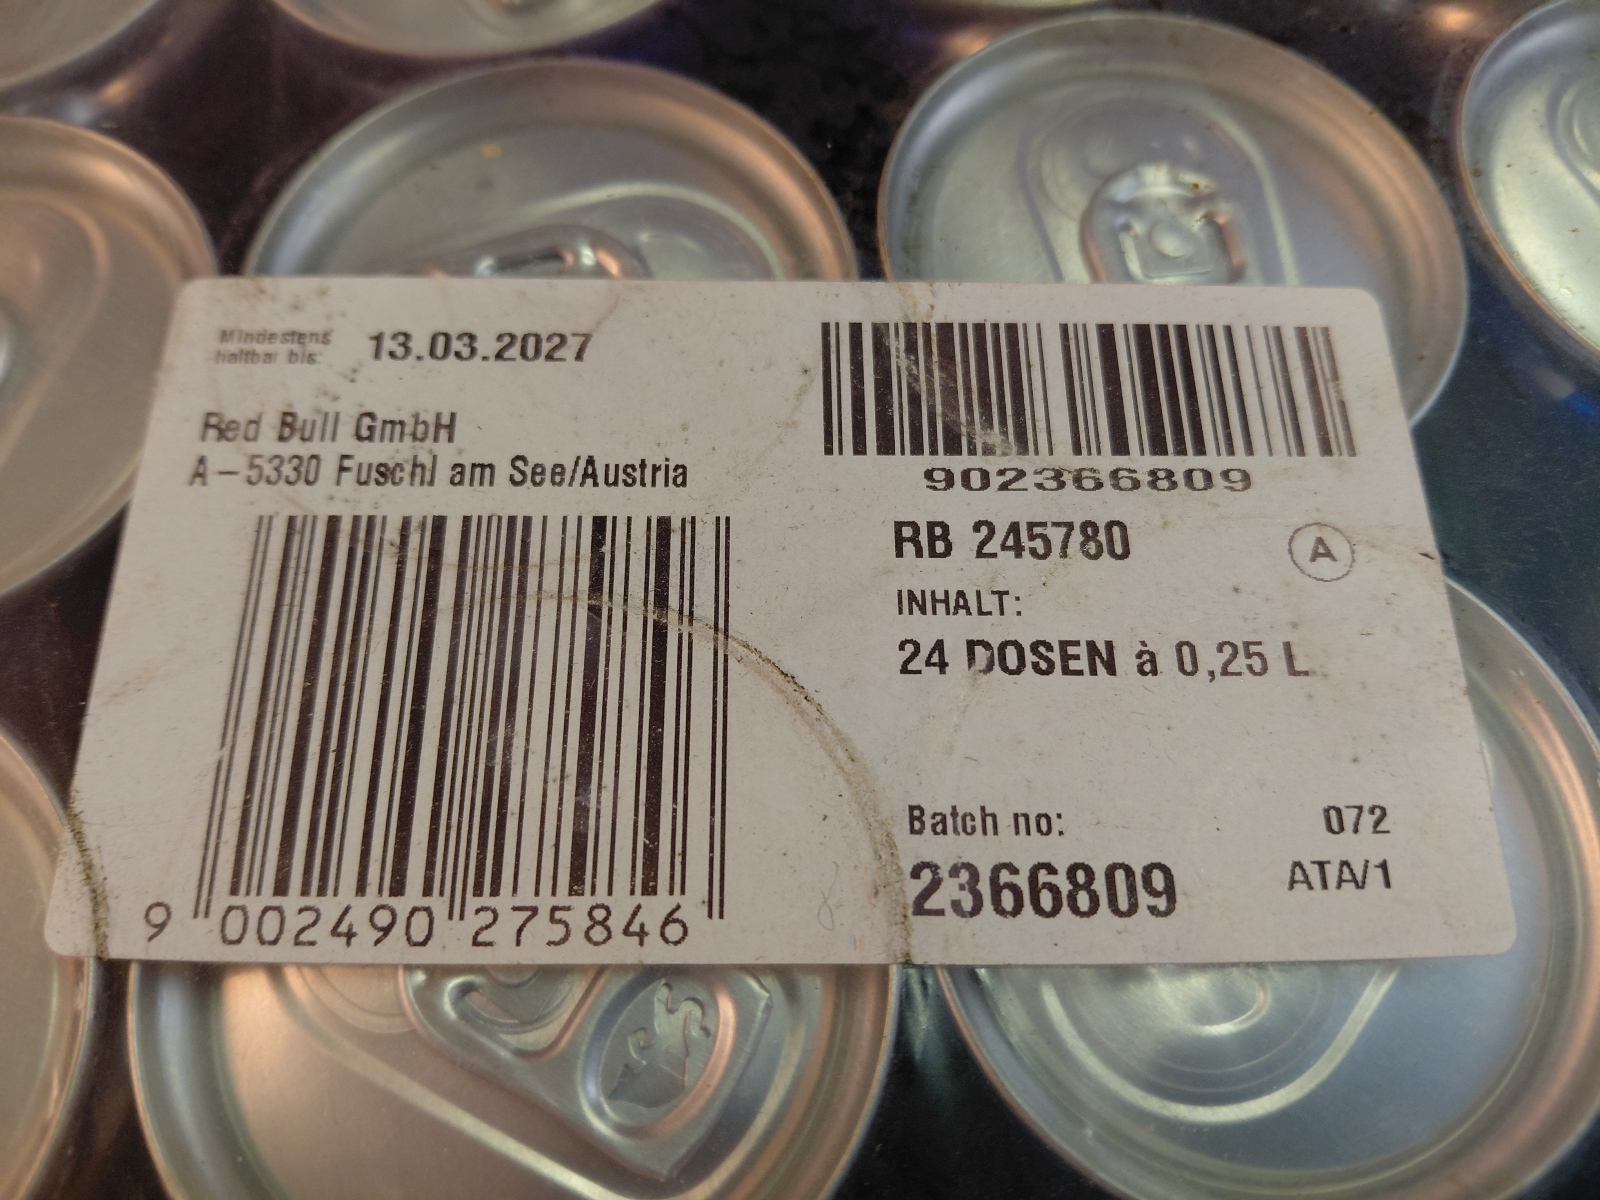 Mindestens
haltbar bis: 13.03.2027
Red Bull GmbH
A-5330 Fuschl am See/Austria
9 002490 275846
902366809
RB 245780
A
INHALT:
24 DOSEN à 0,25 L
Batch no: 072
2366809 ATA/1